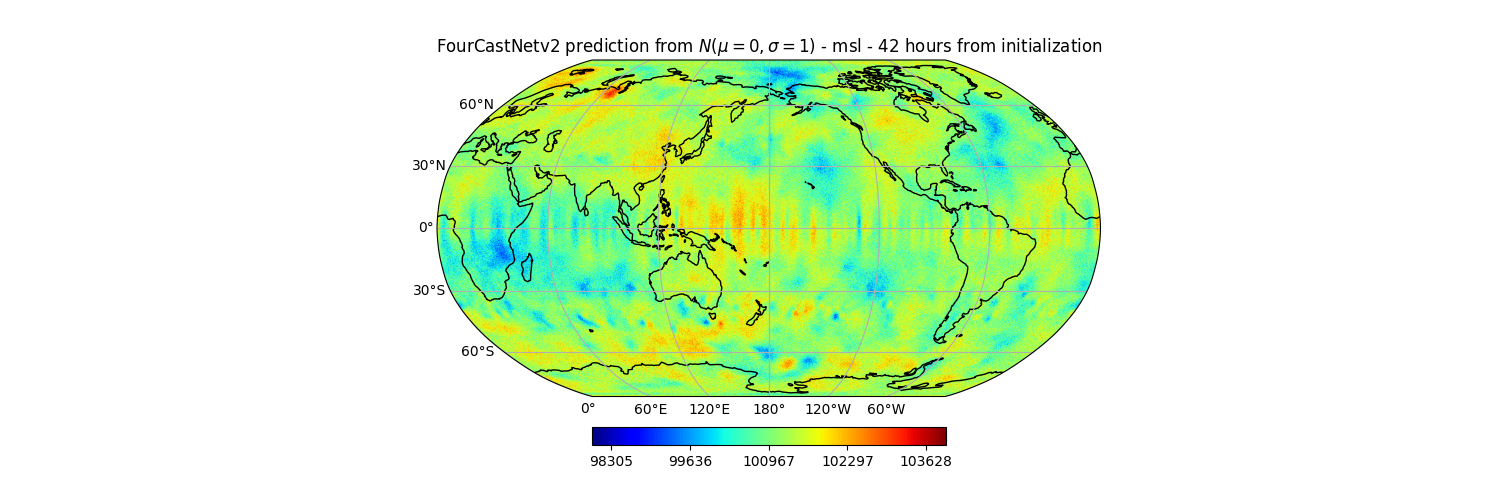 FourCastNetv2 prediction from N(μ = 0, σ = 1) - msl - 42 hours from initialization
60°N
30°N
0°
30°S
60°S
0° 60°E 120°E 180° 120°W 60°W
98305 99636 100967 102297 103628